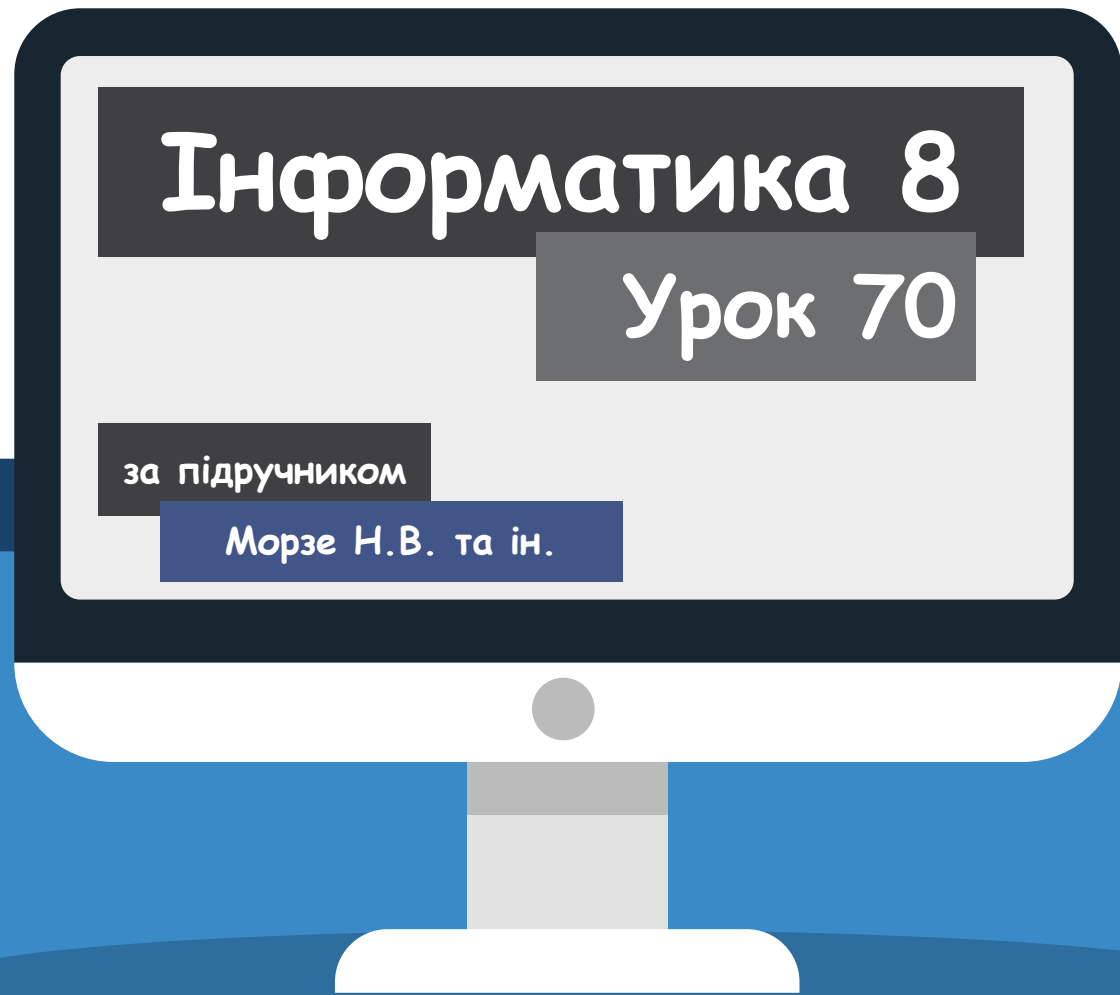 Інформатика 8
Урок 70
за підручником
Морзе Н.В. та ін.